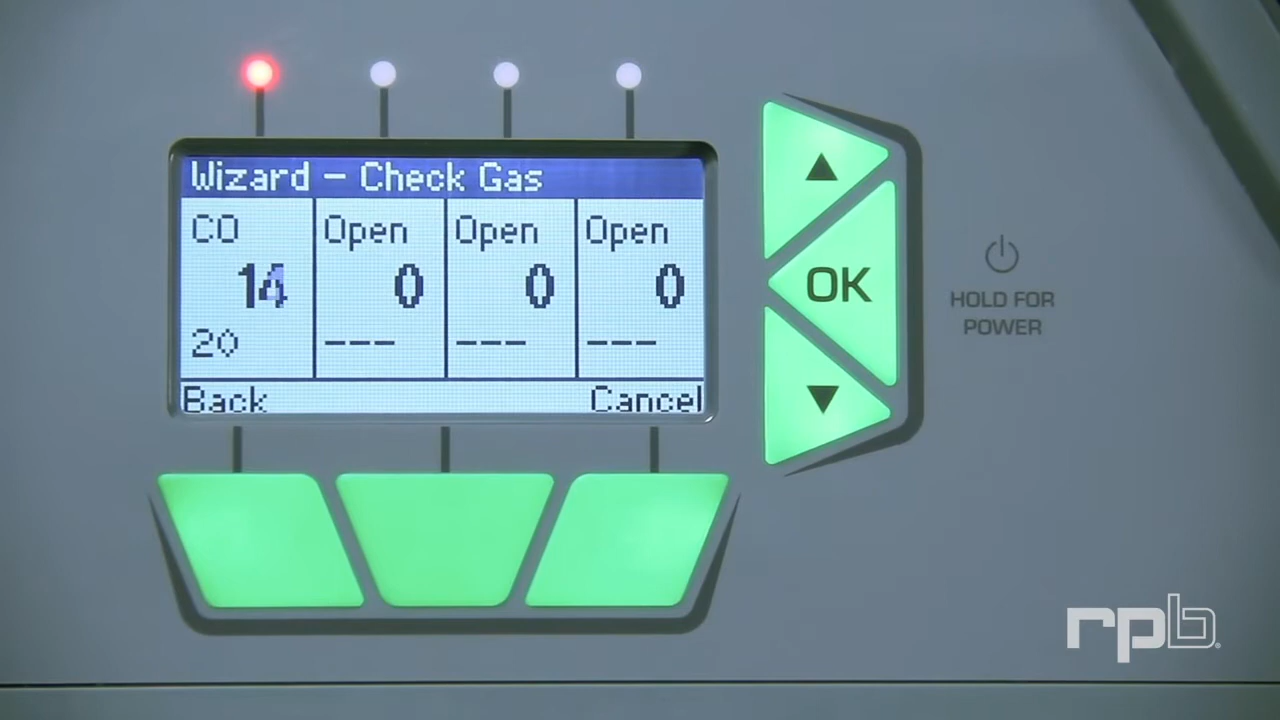 Wizard - Check Gas
CO Open Open Open
14 0 0 0
20 --- --- ---
Back Cancel
OK
HOLD FOR
POWER
rpb